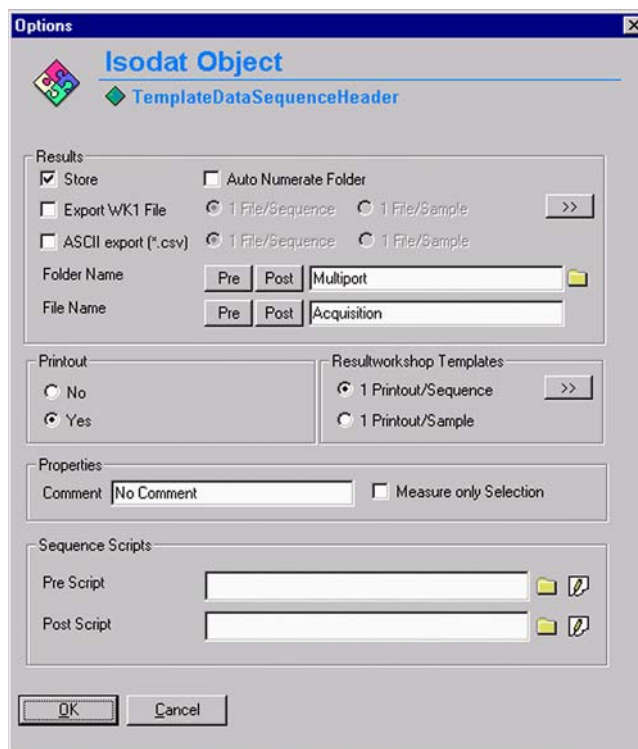 Options
Isodat Object
TemplateDataSequenceHeader
Results
Store
Auto Numerate Folder
Export WK1 File
1 File/Sequence
1 File/Sample
>>
ASCII export (*.csv)
1 File/Sequence
1 File/Sample
Folder Name
Pre
Post
Multiport
File Name
Pre
Post
Acquisition
Printout
No
Yes
Resultworkshop Templates
1 Printout/Sequence
>>
1 Printout/Sample
Properties
Comment
No Comment
Measure only Selection
Sequence Scripts
Pre Script
Post Script
OK
Cancel